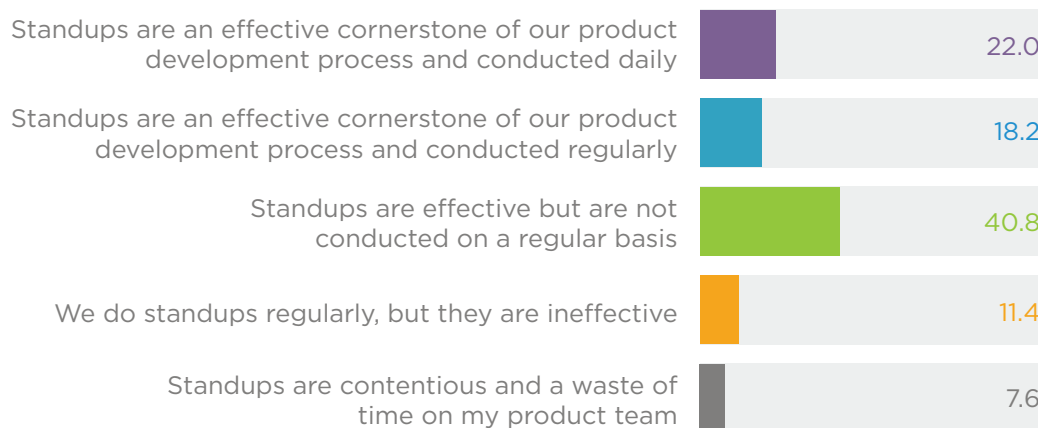 Standups are an effective cornerstone of our product
development process and conducted daily
22.0
Standups are an effective cornerstone of our product
development process and conducted regularly
18.2
Standups are effective but are not
conducted on a regular basis
40.8
We do standups regularly, but they are ineffective
11.4
Standups are contentious and a waste of
time on my product team
7.6